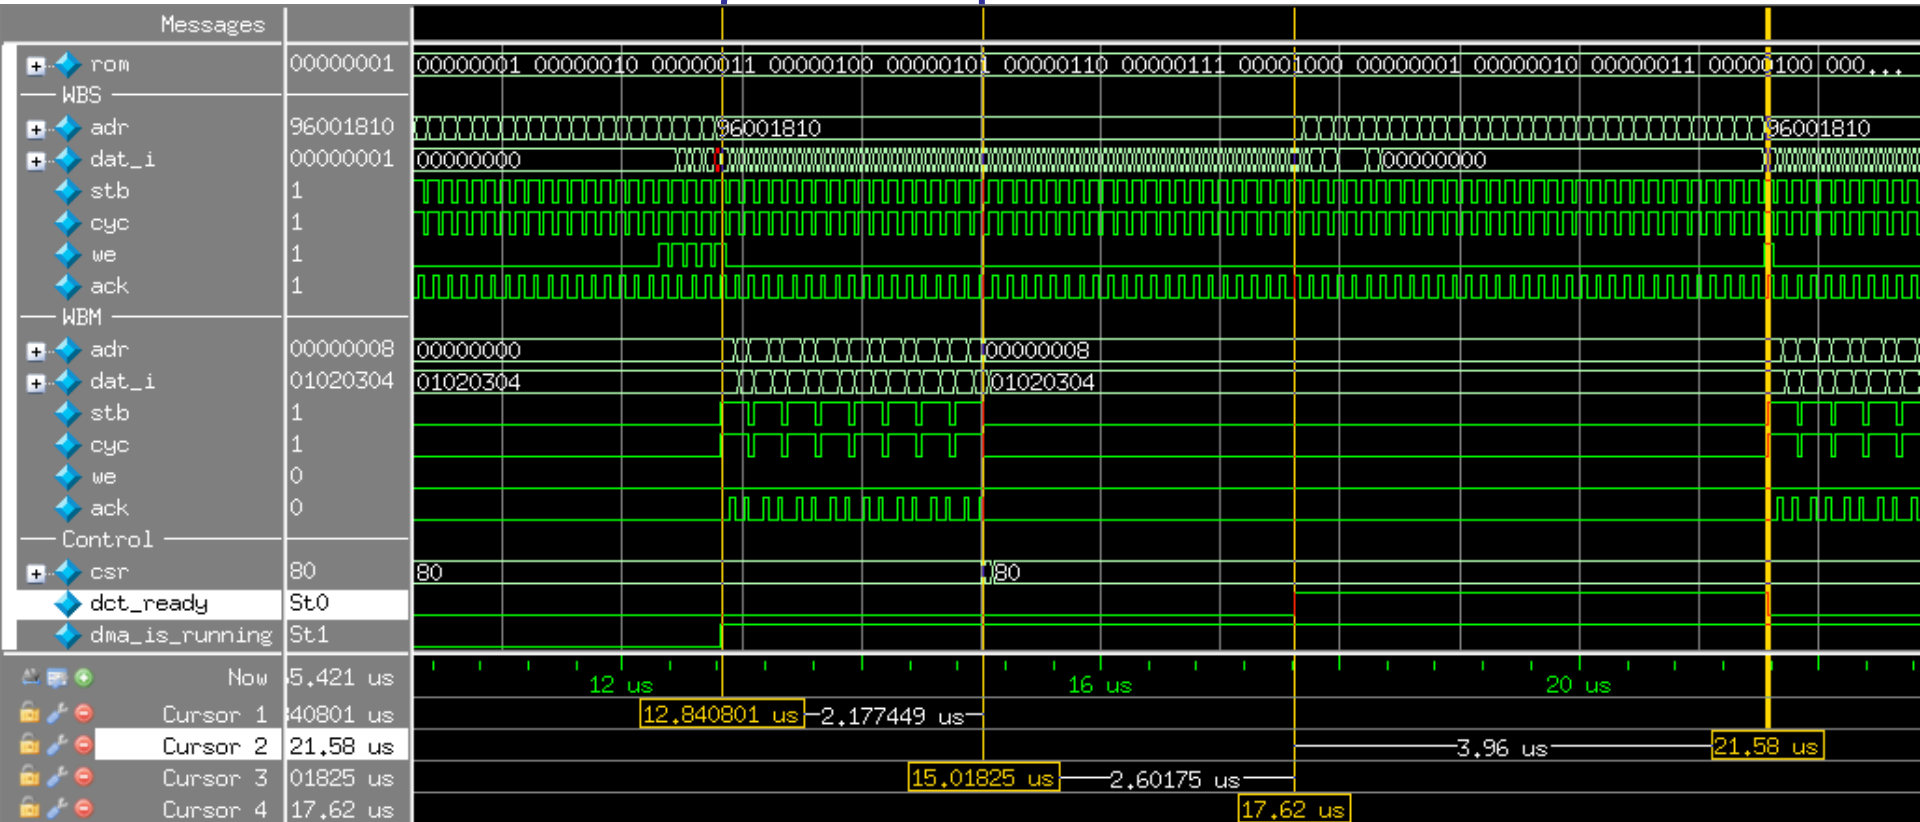 Messages
rom 00000001 00000001 00000010 00000011 00000100 00000101 00000110 00000111 00001000 00000001 00000010 00000011 00000100 000...
WBS
adr 96001810 96001810 96001810
dat_i 00000001 00000000 00000000
stb 1
cyc 1
we 1
ack 1
WBM
adr 00000008 00000000 00000008
dat_i 01020304 01020304 01020304
stb 1
cyc 1
we 0
ack 0
Control
csr 80 80 80
dct_ready St0
dma_is_running St1
Now 5.421 us 12 us 16 us 20 us
Cursor 1 40801 us 12.840801 us 2.177449 us
Cursor 2 21.58 us 3.96 us 21.58 us
Cursor 3 01825 us 15.01825 us 2.60175 us
Cursor 4 17.62 us 17.62 us